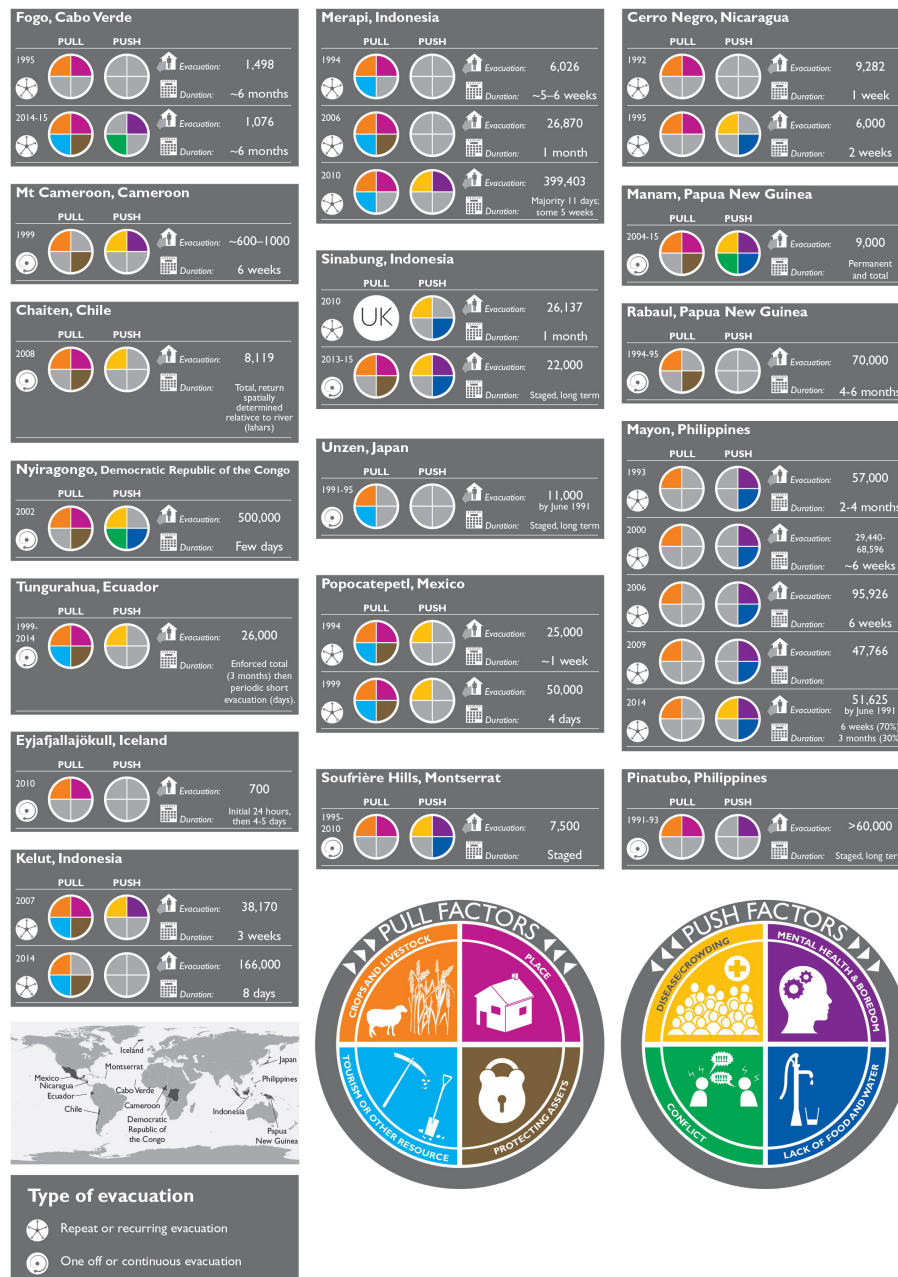 Fogo, Cabo Verde
PULL PUSH
1995
Evacuation: 1,498
Duration: ~6 months
2014-15
Evacuation: 1,076
Duration: ~6 months
Mt Cameroon, Cameroon
PULL PUSH
1999
Evacuation: ~600–1000
Duration: 6 weeks
Chaiten, Chile
PULL PUSH
2008
Evacuation: 8,119
Duration: Total, return
spatially
determined
relativce to river
(lahars)
Nyiragongo, Democratic Republic of the Congo
PULL PUSH
2002
Evacuation: 500,000
Duration: Few days
Tungurahua, Ecuador
PULL PUSH
1999-
2014
Evacuation: 26,000
Duration: Enforced total
(3 months) then
periodic short
evacuation (days).
Eyjafjallajökull, Iceland
PULL PUSH
2010
Evacuation: 700
Duration: Initial 24 hours,
then 4-5 days
Kelut, Indonesia
PULL PUSH
2007
Evacuation: 38,170
Duration: 3 weeks
2014
Evacuation: 166,000
Duration: 8 days
Merapi, Indonesia
PULL PUSH
1994
Evacuation: 6,026
Duration: ~5–6 weeks
2006
Evacuation: 26,870
Duration: 1 month
2010
Evacuation: 399,403
Duration: Majority 11 days;
some 5 weeks
Sinabung, Indonesia
PULL PUSH
2010
UK
Evacuation: 26,137
Duration: 1 month
2013-15
Evacuation: 22,000
Duration: Staged, long term
Unzen, Japan
PULL PUSH
1991-95
Evacuation: 11,000
by June 1991
Duration: Staged, long term
Popocatepetl, Mexico
PULL PUSH
1994
Evacuation: 25,000
Duration: ~1 week
1999
Evacuation: 50,000
Duration: 4 days
Soufrière Hills, Montserrat
PULL PUSH
1995-
2010
Evacuation: 7,500
Duration: Staged
Cerro Negro, Nicaragua
PULL PUSH
1992
Evacuation: 9,282
Duration: 1 week
1995
Evacuation: 6,000
Duration: 2 weeks
Manam, Papua New Guinea
PULL PUSH
2004-15
Evacuation: 9,000
Duration: Permanent
and total
Rabaul, Papua New Guinea
PULL PUSH
1994-95
Evacuation: 70,000
Duration: 4-6 months
Mayon, Philippines
PULL PUSH
1993
Evacuation: 57,000
Duration: 2-4 months
2000
Evacuation: 29,440-
68,596
Duration: ~6 weeks
2006
Evacuation: 95,926
Duration: 6 weeks
2009
Evacuation: 47,766
Duration:
2014
Evacuation: 51,625
by June 1991
Duration: 6 weeks (70%)
3 months (30%
Pinatubo, Philippines
PULL PUSH
1991-93
Evacuation: >60,000
Duration: Staged, long ter
PULL FACTORS
CROPS AND LIVESTOCK
PLACE
TOURISM OR OTHER RESOURCE
PROTECTING ASSETS
PUSH FACTORS
DISEASE/CROWDING
MENTAL HEALTH & BOREDOM
CONFLICT
!!!!
!!!!
LACK OF FOOD AND WATER
Iceland
Japan
Montserrat
Mexico
Nicaragua
Philippines
Cabo Verde
Ecuador
Cameroon
Chile
Indonesia
Democratic
Republic of
the Congo
Papua
New Guinea
Type of evacuation
Repeat or recurring evacuation
One off or continuous evacuation